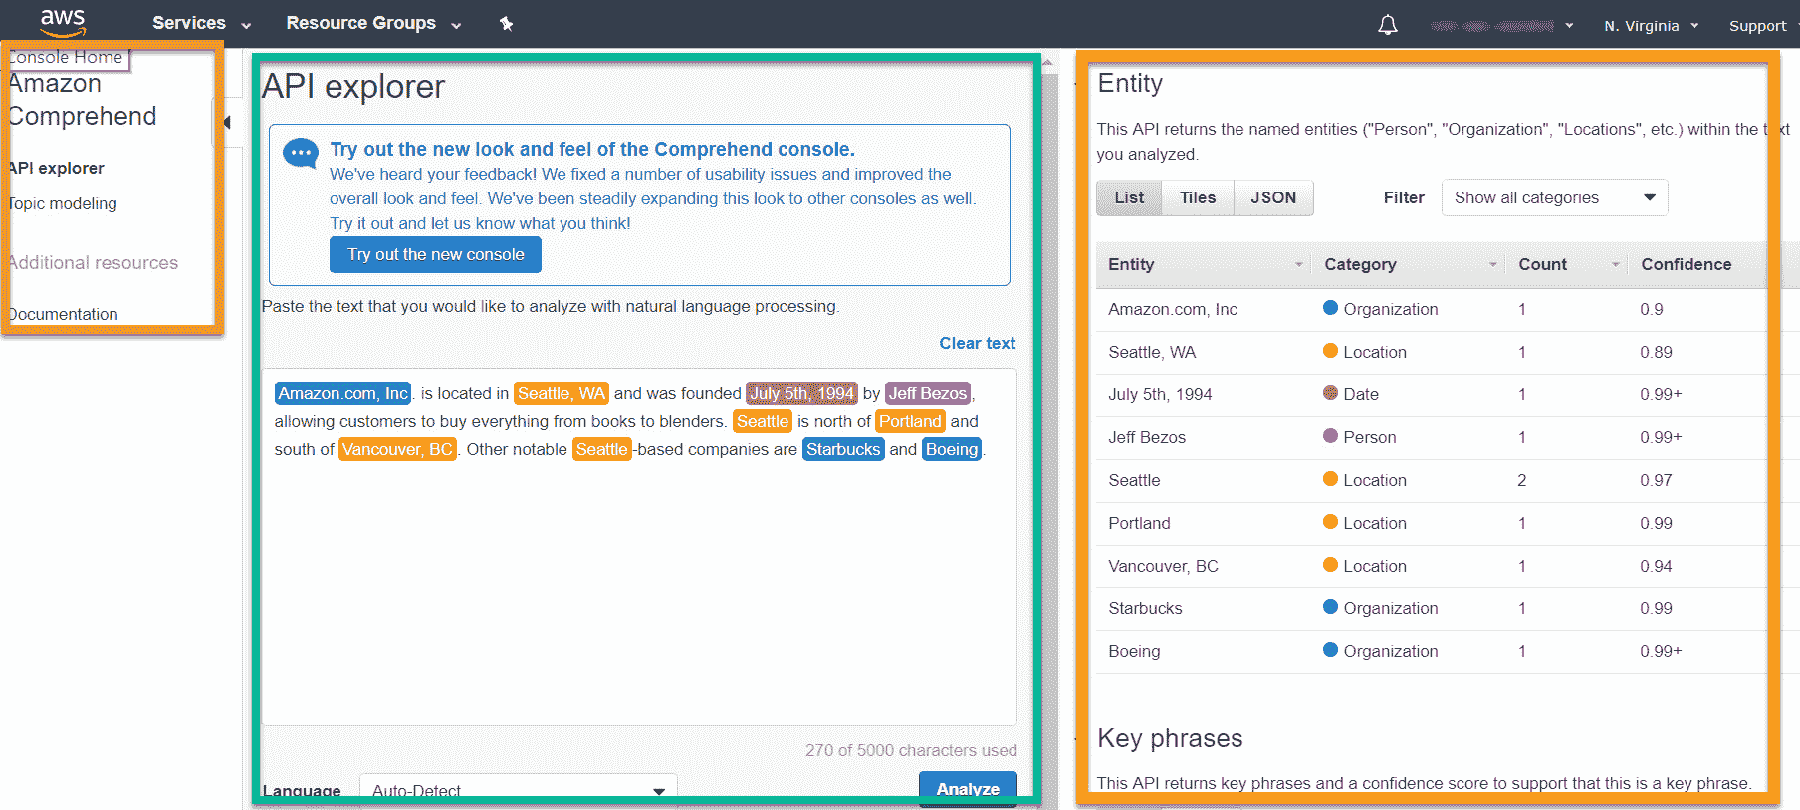 aws Services Resource Groups N. Virginia Support
Console Home
Amazon
Comprehend
API explorer
Topic modeling
Additional resources
Documentation
API explorer
Try out the new look and feel of the Comprehend console.
We've heard your feedback! We fixed a number of usability issues and improved the
overall look and feel. We've been steadily expanding this look to other consoles as well.
Try it out and let us know what you think!
Try out the new console
Paste the text that you would like to analyze with natural language processing.
Clear text
Amazon.com, Inc. is located in Seattle, WA and was founded July 5th, 1994 by Jeff Bezos,
allowing customers to buy everything from books to blenders. Seattle is north of Portland and
south of Vancouver, BC. Other notable Seattle-based companies are Starbucks and Boeing.
270 of 5000 characters used
Language Auto-Detect Analyze
Entity
This API returns the named entities ("Person", "Organization", "Locations", etc.) within the text
you analyzed.
List Tiles JSON Filter Show all categories
Entity Category Count Confidence
Amazon.com, Inc Organization 1 0.9
Seattle, WA Location 1 0.89
July 5th, 1994 Date 1 0.99+
Jeff Bezos Person 1 0.99+
Seattle Location 2 0.97
Portland Location 1 0.99
Vancouver, BC Location 1 0.94
Starbucks Organization 1 0.99
Boeing Organization 1 0.99+
Key phrases
This API returns key phrases and a confidence score to support that this is a key phrase.